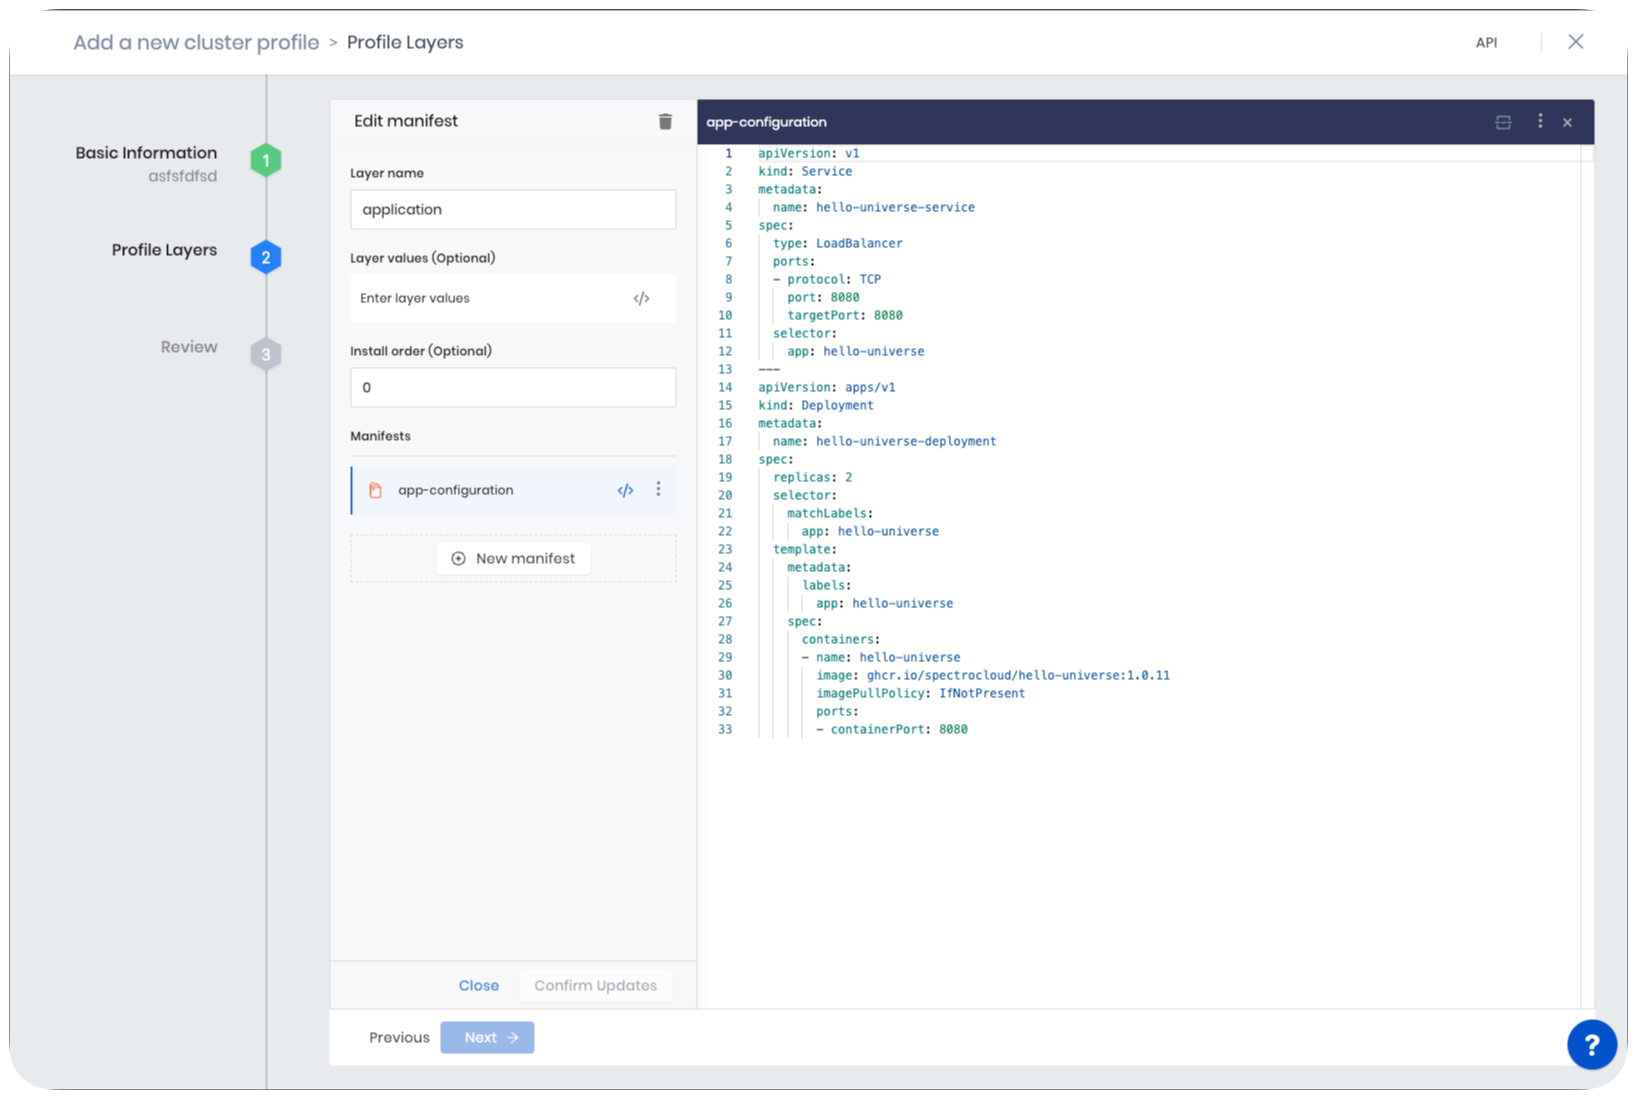 Add a new cluster profile > Profile Layers
API
Basic Information
asfsfdfsd
1
Profile Layers
2
Review
3
Edit manifest
Layer name
application
Layer values (Optional)
Enter layer values
</>
Install order (Optional)
0
Manifests
app-configuration
</>
New manifest
Close
Confirm Updates
Previous
Next
app-configuration
1 apiVersion: v1
2 kind: Service
3 metadata:
4   name: hello-universe-service
5 spec:
6   type: LoadBalancer
7   ports:
8   - protocol: TCP
9     port: 8080
10     targetPort: 8080
11   selector:
12     app: hello-universe
13 ---
14 apiVersion: apps/v1
15 kind: Deployment
16 metadata:
17   name: hello-universe-deployment
18 spec:
19   replicas: 2
20   selector:
21     matchLabels:
22       app: hello-universe
23   template:
24     metadata:
25       labels:
26         app: hello-universe
27     spec:
28       containers:
29       - name: hello-universe
30         image: ghcr.io/spectrocloud/hello-universe:1.0.11
31         imagePullPolicy: IfNotPresent
32         ports:
33         - containerPort: 8080
?